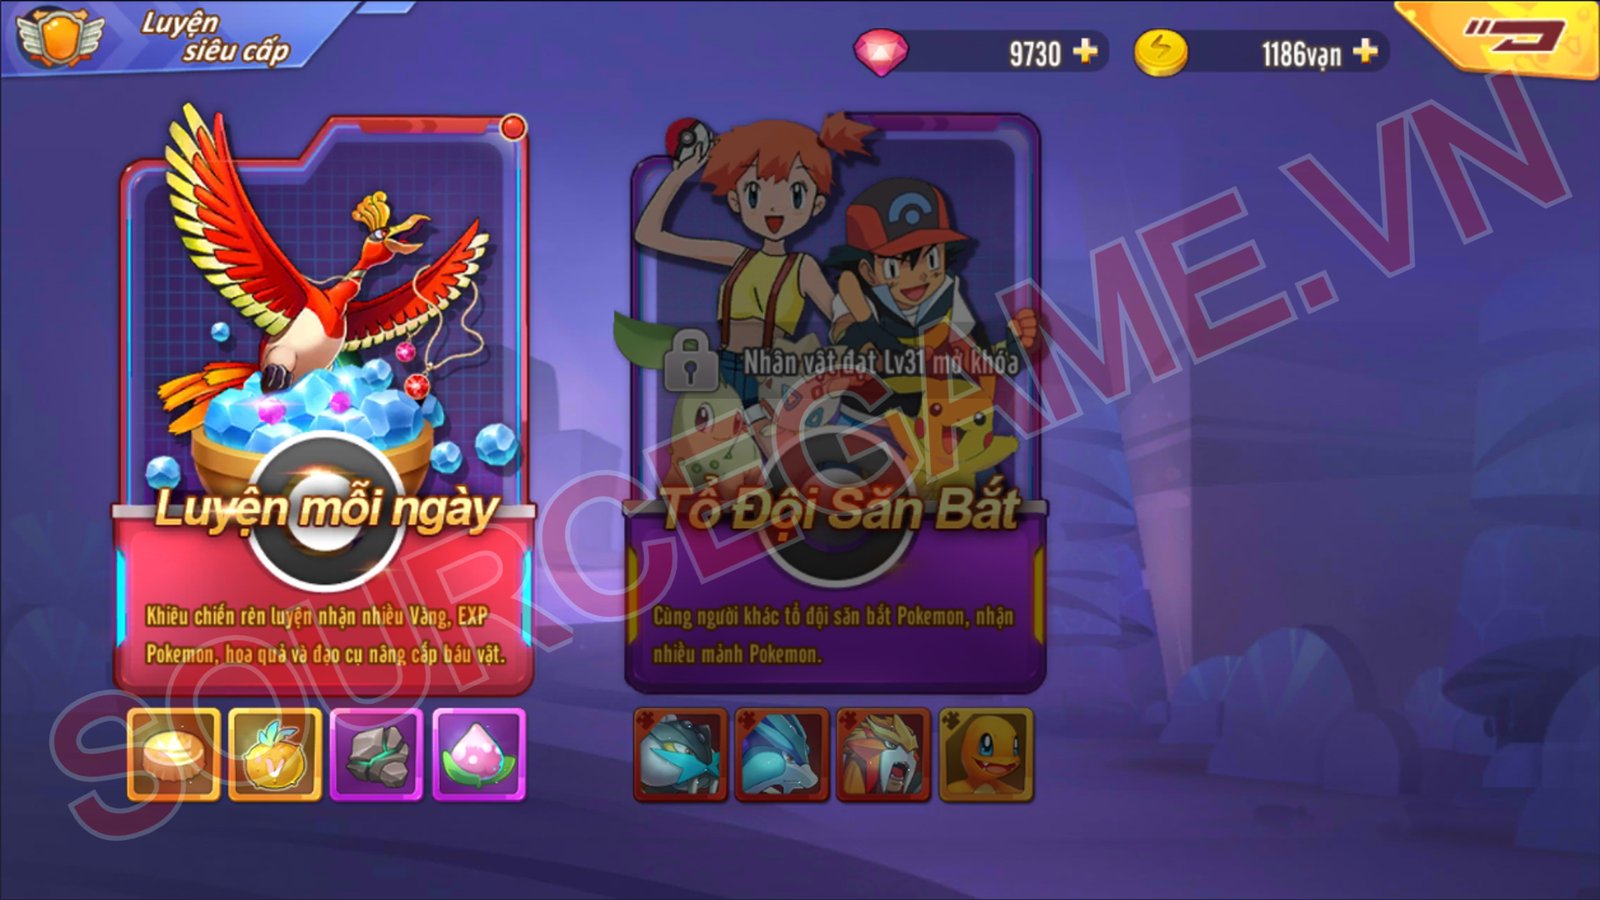 Luyện
siêu cấp
9730
1186vạn
Nhân vật đạt Lv31 mở khóa
Luyện mỗi ngày
Tổ Đội Săn Bắt
Khiêu chiến rèn luyện nhận nhiều Vàng, EXP
Pokemon, hoa quả và đạo cụ nâng cấp báu vật.
Cùng người khác tổ đội săn bắt Pokemon, nhận
nhiều mảnh Pokemon.
SOURCEGAME.VN